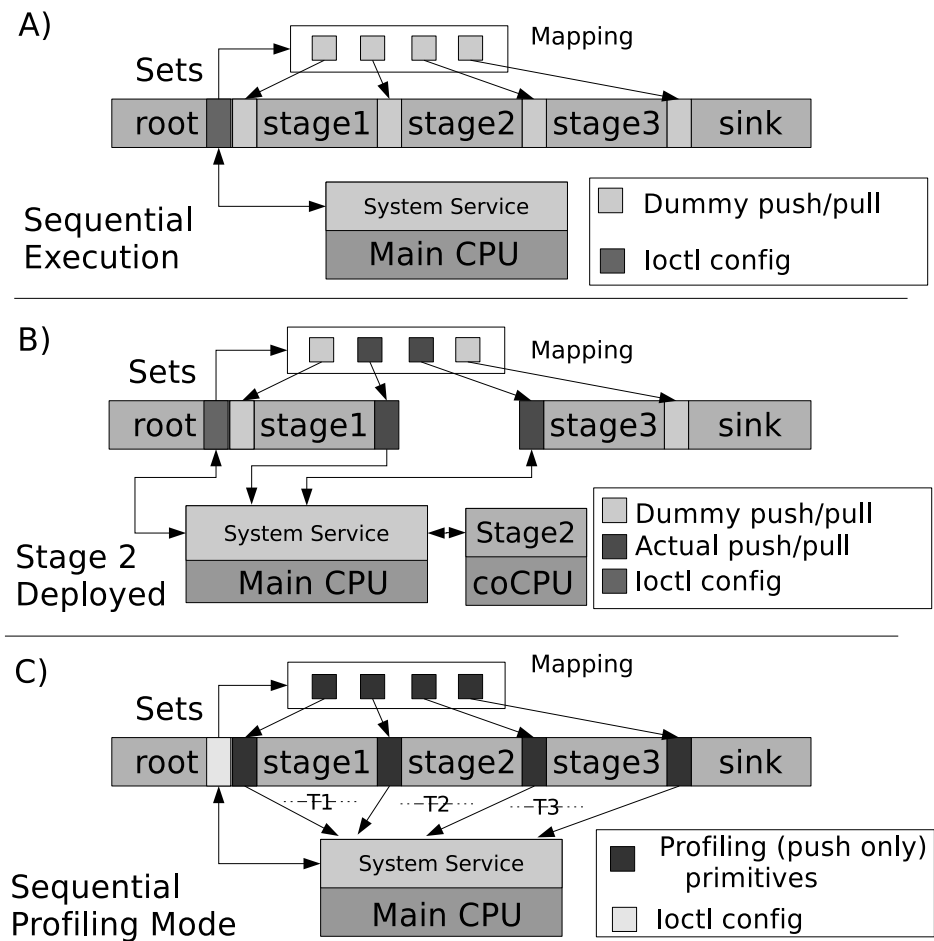 A)
Mapping
Sets
root stage1 stage2 stage3 sink
Sequential
Execution
System Service
Main CPU
Dummy push/pull
Ioctl config
B)
Mapping
Sets
root stage1 stage3 sink
Stage 2
Deployed
System Service
Main CPU
Stage2
coCPU
Dummy push/pull
Actual push/pull
Ioctl config
C)
Mapping
Sets
root stage1 stage2 stage3 sink
T1 T2 T3
Sequential
Profiling Mode
System Service
Main CPU
Profiling (push only)
primitives
Ioctl config